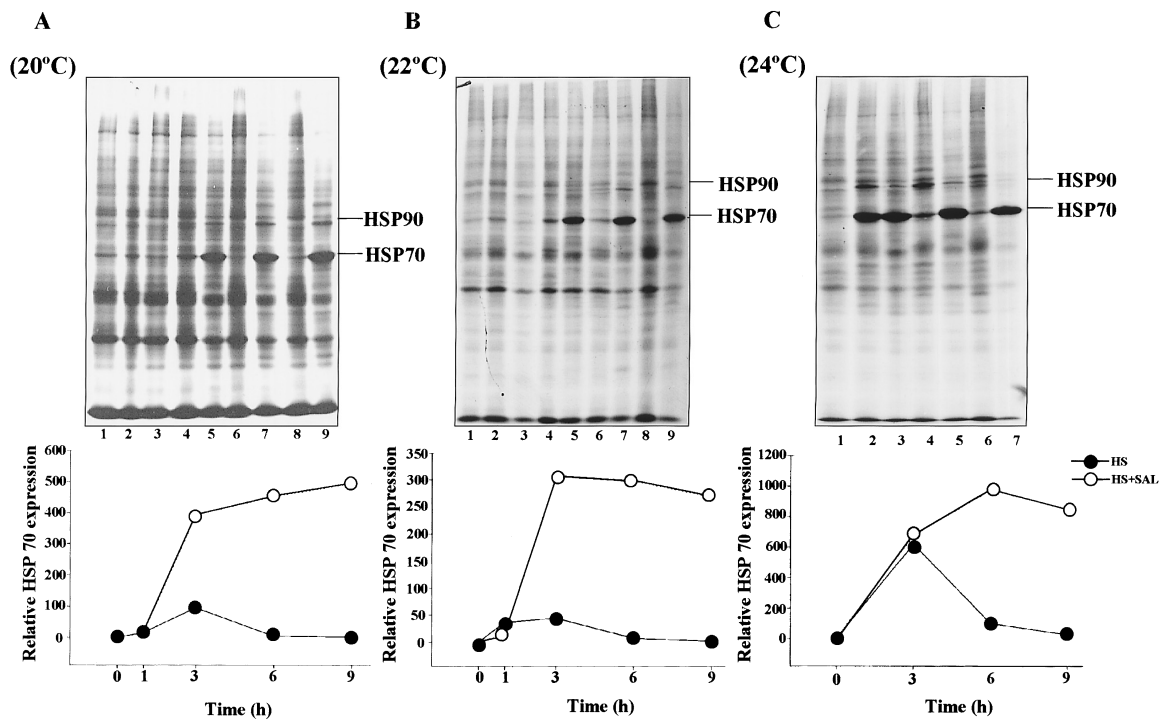 A B C
(20°C) (22°C) (24°C)
HSP90 HSP90 HSP90
HSP70 HSP70 HSP70
1 2 3 4 5 6 7 8 9
1 2 3 4 5 6 7 8 9
1 2 3 4 5 6 7
Relative HSP 70 expression
600
500
400
300
200
100
0
0 1 3 6 9
Time (h)
Relative HSP 70 expression
350
300
250
200
150
100
50
0
0 1 3 6 9
Time (h)
Relative HSP 70 expression
1200
1000
800
600
400
200
0
0 3 6 9
Time (h)
HS
HS+SAL